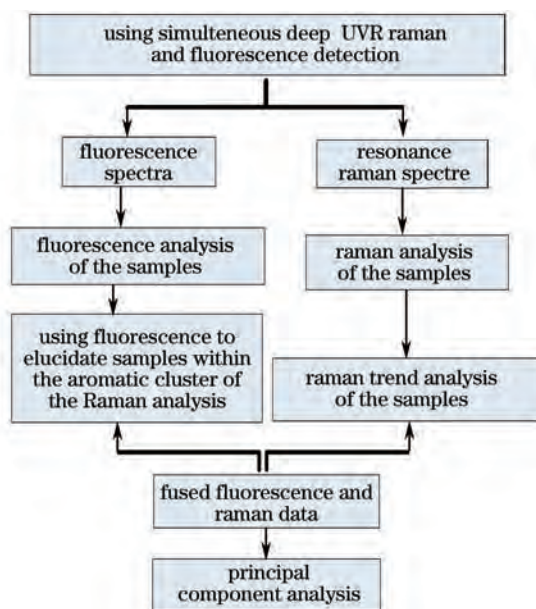 using simulteneous deep UVR raman
and fluorescence detection
fluorescence
spectra
resonance
raman spectre
fluorescence analysis
of the samples
raman analysis
of the samples
using fluorescence to
elucidate samples within
the aromatic cluster of
the Raman analysis
raman trend analysis
of the samples
fused fluorescence and
raman data
principal
component analysis